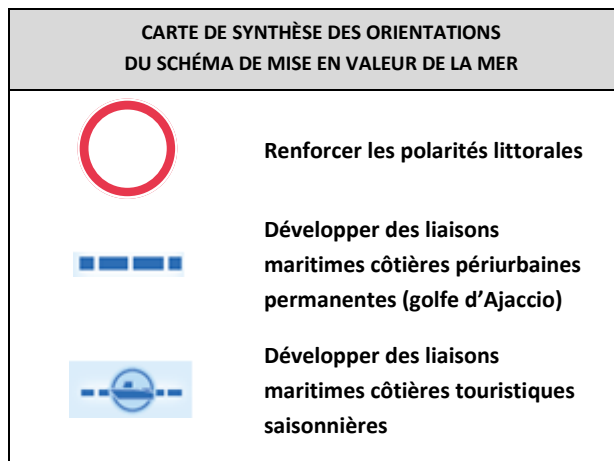 CARTE DE SYNTHÈSE DES ORIENTATIONS
DU SCHÉMA DE MISE EN VALEUR DE LA MER
Renforcer les polarités littorales
Développer des liaisons
maritimes côtières périurbaines
permanentes (golfe d'Ajaccio)
Développer des liaisons
maritimes côtières touristiques
saisonnières